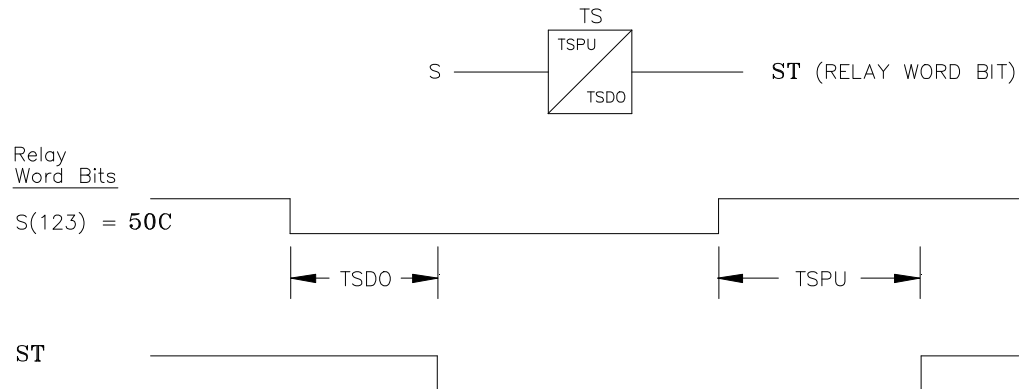 TS
TSPU
TSDO
S
ST (RELAY WORD BIT)
Relay
Word Bits
S(123) = 50C
TSDO
TSPU
ST